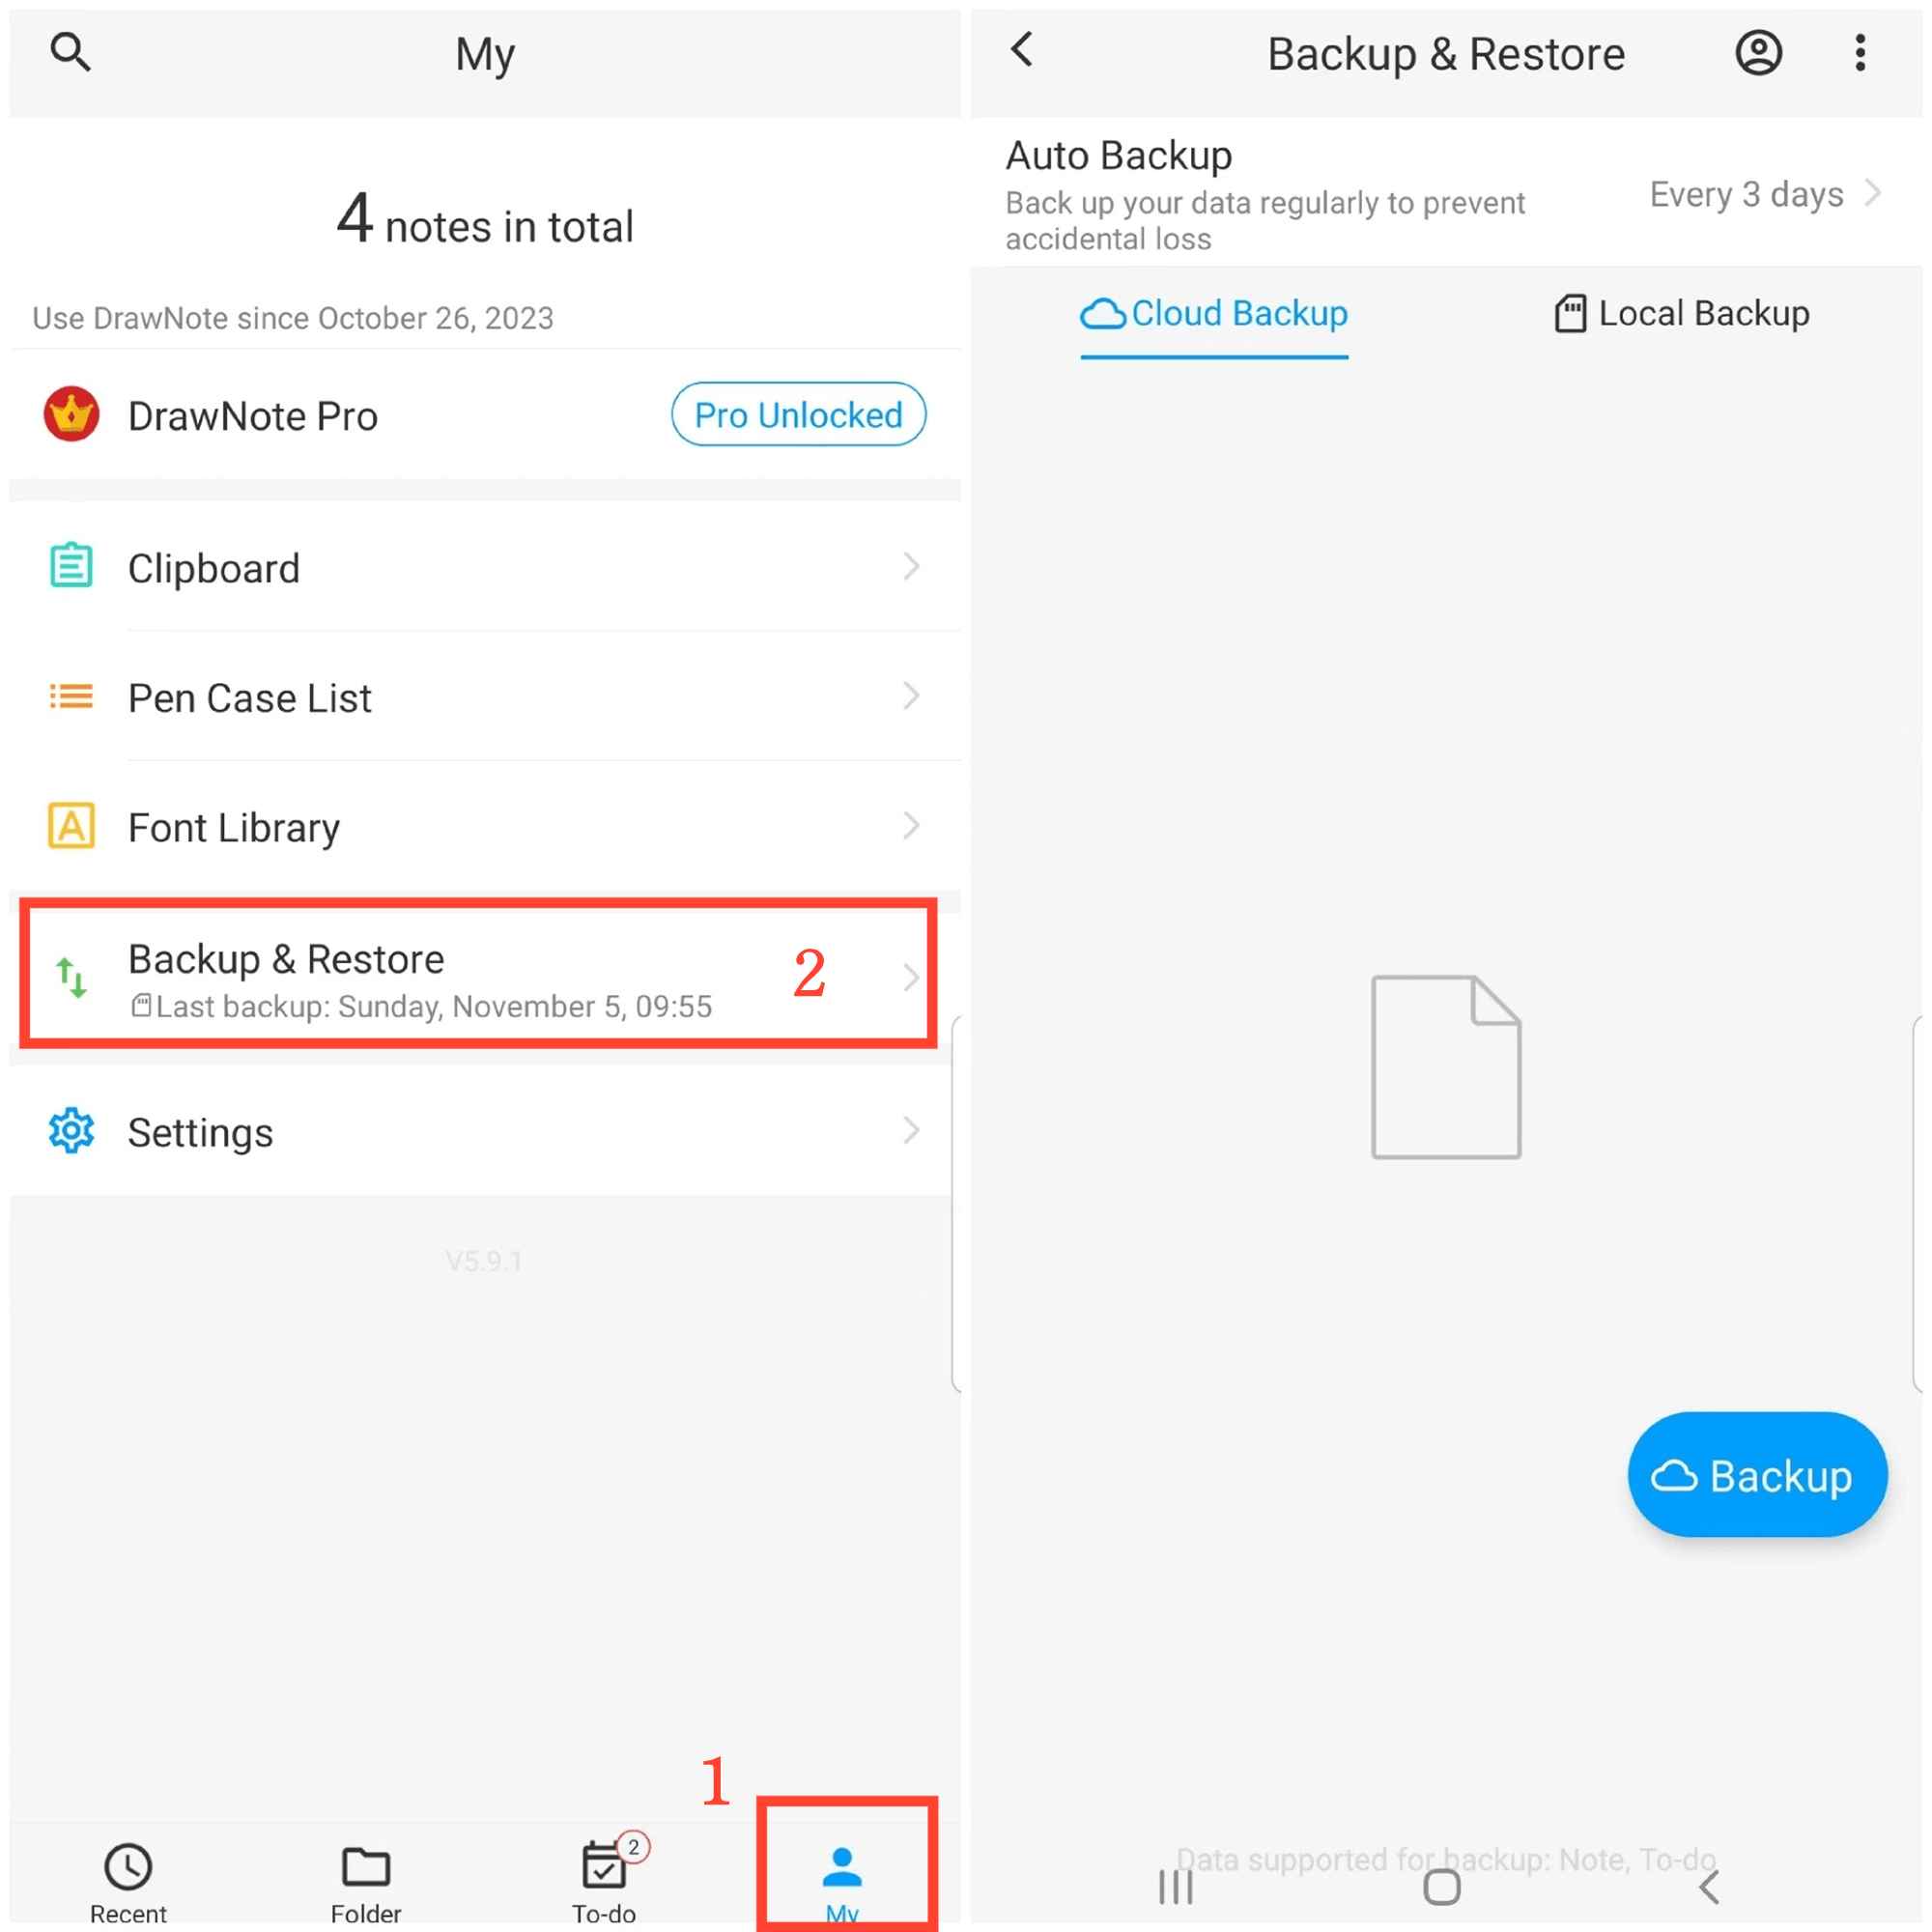 My
4 notes in total
Use DrawNote since October 26, 2023
DrawNote Pro
Pro Unlocked
Clipboard
Pen Case List
Font Library
Backup & Restore
Last backup: Sunday, November 5, 09:55
2
Settings
V5.9.1
1
Recent
Folder
2
To-do
My
Backup & Restore
Auto Backup
Back up your data regularly to prevent
accidental loss
Every 3 days
Cloud Backup
Local Backup
Backup
Data supported for backup: Note, To-do